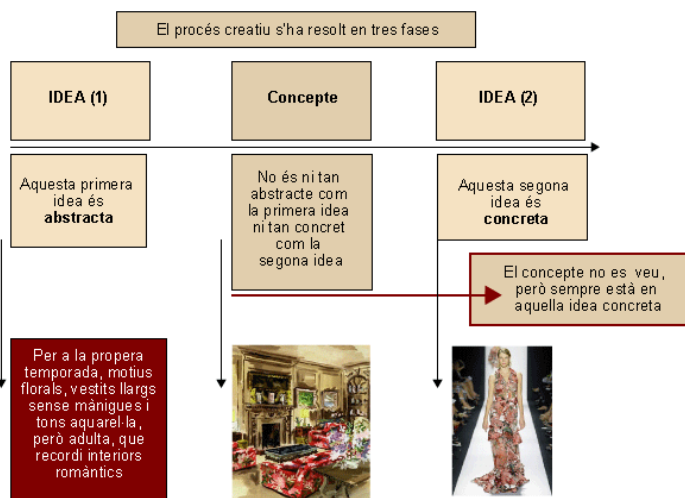 El procés creatiu s'ha resolt en tres fases
IDEA (1)
Concepte
IDEA (2)
Aquesta primera
idea és
abstracta
No és ni tan
abstracte com
la primera idea
ni tan concret
com la
segona idea
Aquesta segona
idea és
concreta
El concepte no es veu,
però sempre està en
aquella idea concreta
Per a la propera
temporada, motius
florals, vestits llargs
sense mànigues i
tons aquarel·la,
però adulta, que
recordi interiors
romàntics